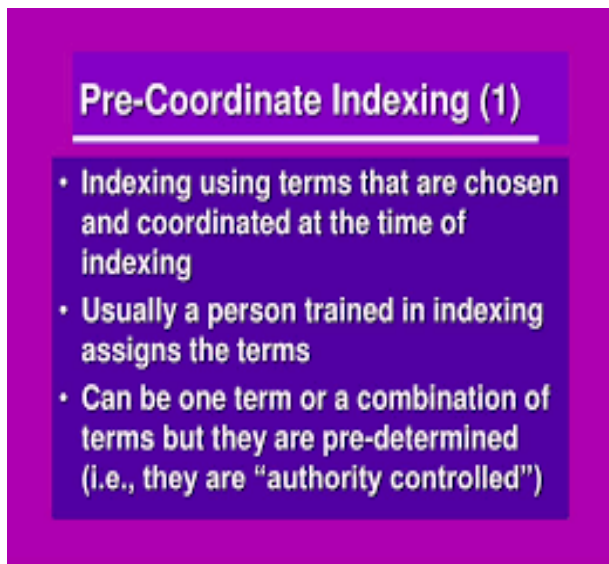 Pre-Coordinate Indexing (1)
• Indexing using terms that are chosen
and coordinated at the time of
indexing
• Usually a person trained in indexing
assigns the terms
• Can be one term or a combination of
terms but they are pre-determined
(i.e., they are “authority controlled”)